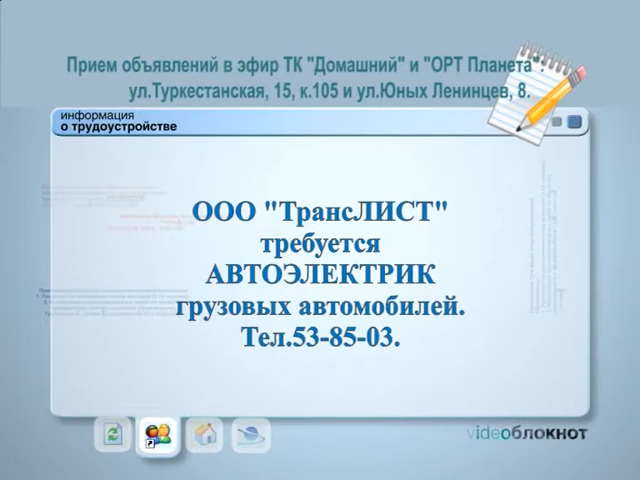 Прием объявлений в эфир ТК "Домашний" и "ОРТ Планета":
ул.Туркестанская, 15, к.105 и ул.Юных Ленинцев, 8.
информация
о трудоустройстве
ООО "ТрансЛИСТ"
требуется
АВТОЭЛЕКТРИК
грузовых автомобилей.
Тел.53-85-03.
videoблокнот